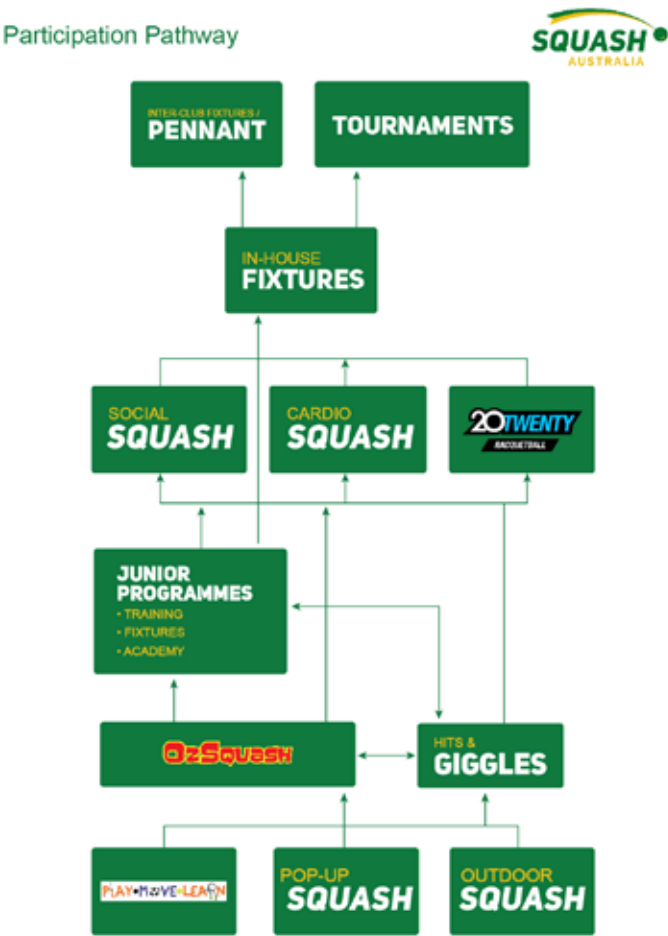 Participation Pathway
SQUASH
AUSTRALIA
INTER-CLUB FIXTURES /
PENNANT
TOURNAMENTS
IN-HOUSE
FIXTURES
SOCIAL
SQUASH
CARDIO
SQUASH
20TWENTY
RACQUETBALL
JUNIOR
PROGRAMMES
• TRAINING
• FIXTURES
• ACADEMY
OzSquash
HITS &
GIGGLES
PLAY•MOVE•LEARN
POP-UP
SQUASH
OUTDOOR
SQUASH